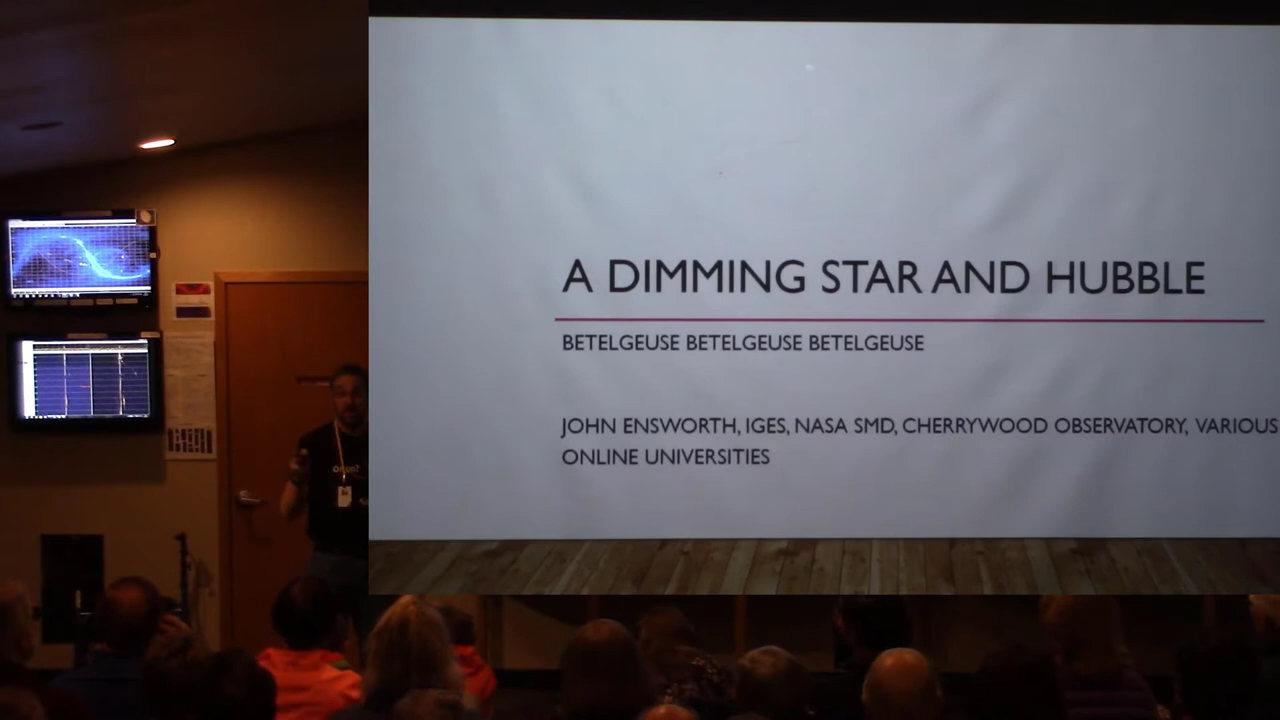 A DIMMING STAR AND HUBBLE
BETELGEUSE BETELGEUSE BETELGEUSE
JOHN ENSWORTH, IGES, NASA SMD, CHERRYWOOD OBSERVATORY, VARIOUS
ONLINE UNIVERSITIES